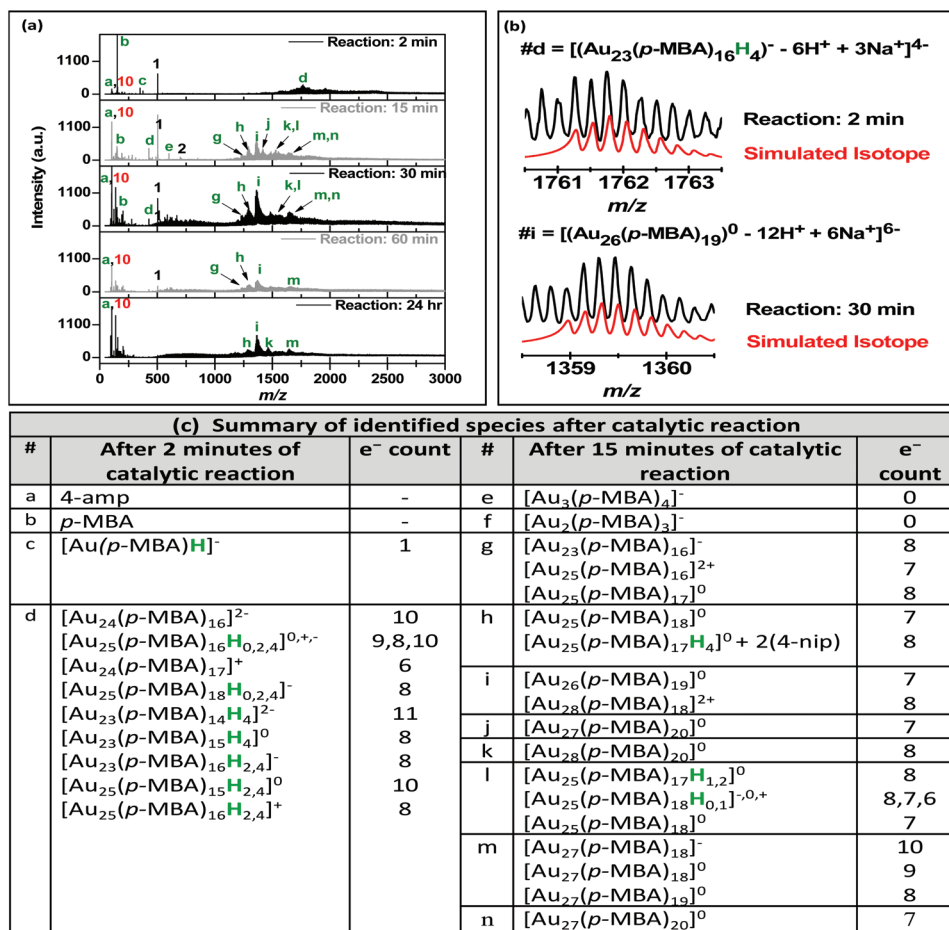 (a)
b
Reaction: 2 min
1100
a,10
c
1
d
0
a,10
Reaction: 15 min
1100
1
b
d
e
2
g
h
i
j
k,l
m,n
0
a,10
Reaction: 30 min
1100
b
d
1
g
h
i
k,l
m,n
0
Reaction: 60 min
1100
a,10
1
g
h
i
m
0
a,10
Reaction: 24 hr
1100
h
i
k
m
0
0 500 1000 1500 2000 2500 3000
m/z
Intensity (a.u.)
(b)
#d = [(Au23(p-MBA)16H4)- - 6H+ + 3Na+]4-
Reaction: 2 min
Simulated Isotope
1761 1762 1763
m/z
#i = [(Au26(p-MBA)19)0 - 12H+ + 6Na+]6-
Reaction: 30 min
Simulated Isotope
1359 1360
m/z
(c) Summary of identified species after catalytic reaction
# After 2 minutes of catalytic reaction e− count # After 15 minutes of catalytic reaction e− count
a 4-amp - e [Au3(p-MBA)4]- 0
b p-MBA - f [Au2(p-MBA)3]- 0
c [Au(p-MBA)H]- 1 g [Au23(p-MBA)16]- 8
[Au25(p-MBA)16]2+ 7
[Au25(p-MBA)17]0 8
d [Au24(p-MBA)16]2- 10 h [Au25(p-MBA)18]0 7
[Au25(p-MBA)16H0,2,4]0,+,- 9,8,10 [Au25(p-MBA)17H4]0 + 2(4-nip) 8
[Au24(p-MBA)17]+ 6
[Au25(p-MBA)18H0,2,4]- 8 i [Au26(p-MBA)19]0 7
[Au23(p-MBA)14H4]2- 11 [Au28(p-MBA)18]2+ 8
[Au23(p-MBA)15H4]0 8 j [Au27(p-MBA)20]0 7
[Au23(p-MBA)16H2,4]- 8 k [Au28(p-MBA)20]0 8
[Au25(p-MBA)15H2,4]0 10 l [Au25(p-MBA)17H1,2]0 8
[Au25(p-MBA)16H2,4]+ 8 [Au25(p-MBA)18H0,1]-,0,+ 8,7,6
[Au25(p-MBA)18]0 7
m [Au27(p-MBA)18]- 10
[Au27(p-MBA)18]0 9
[Au27(p-MBA)19]0 8
n [Au27(p-MBA)20]0 7